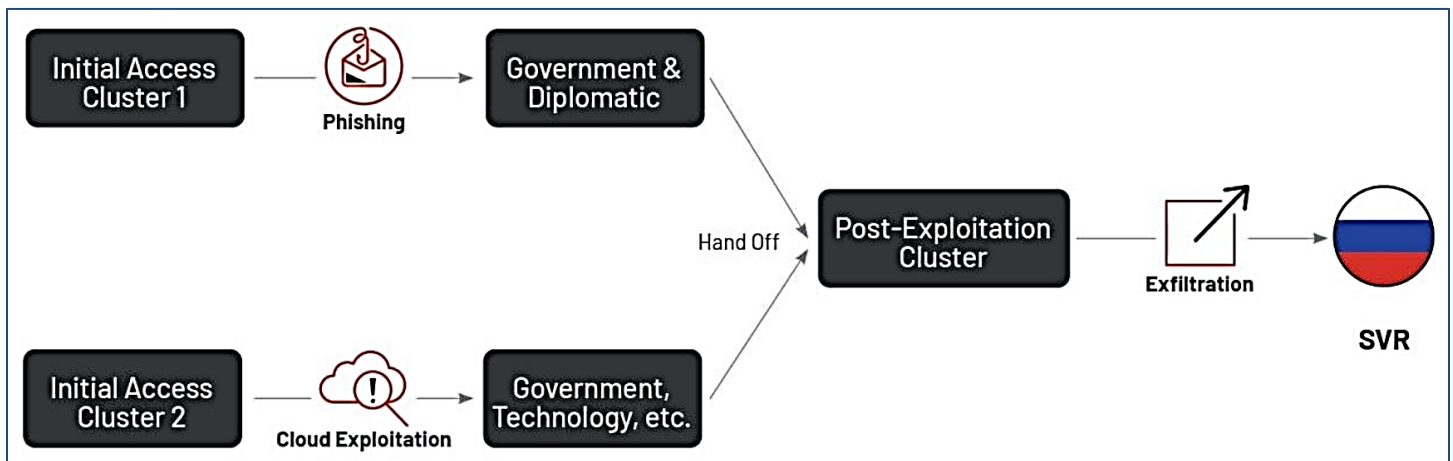 Initial Access
Cluster 1
Phishing
Government &
Diplomatic
Hand Off
Post-Exploitation
Cluster
Exfiltration
SVR
Initial Access
Cluster 2
Cloud Exploitation
Government,
Technology, etc.